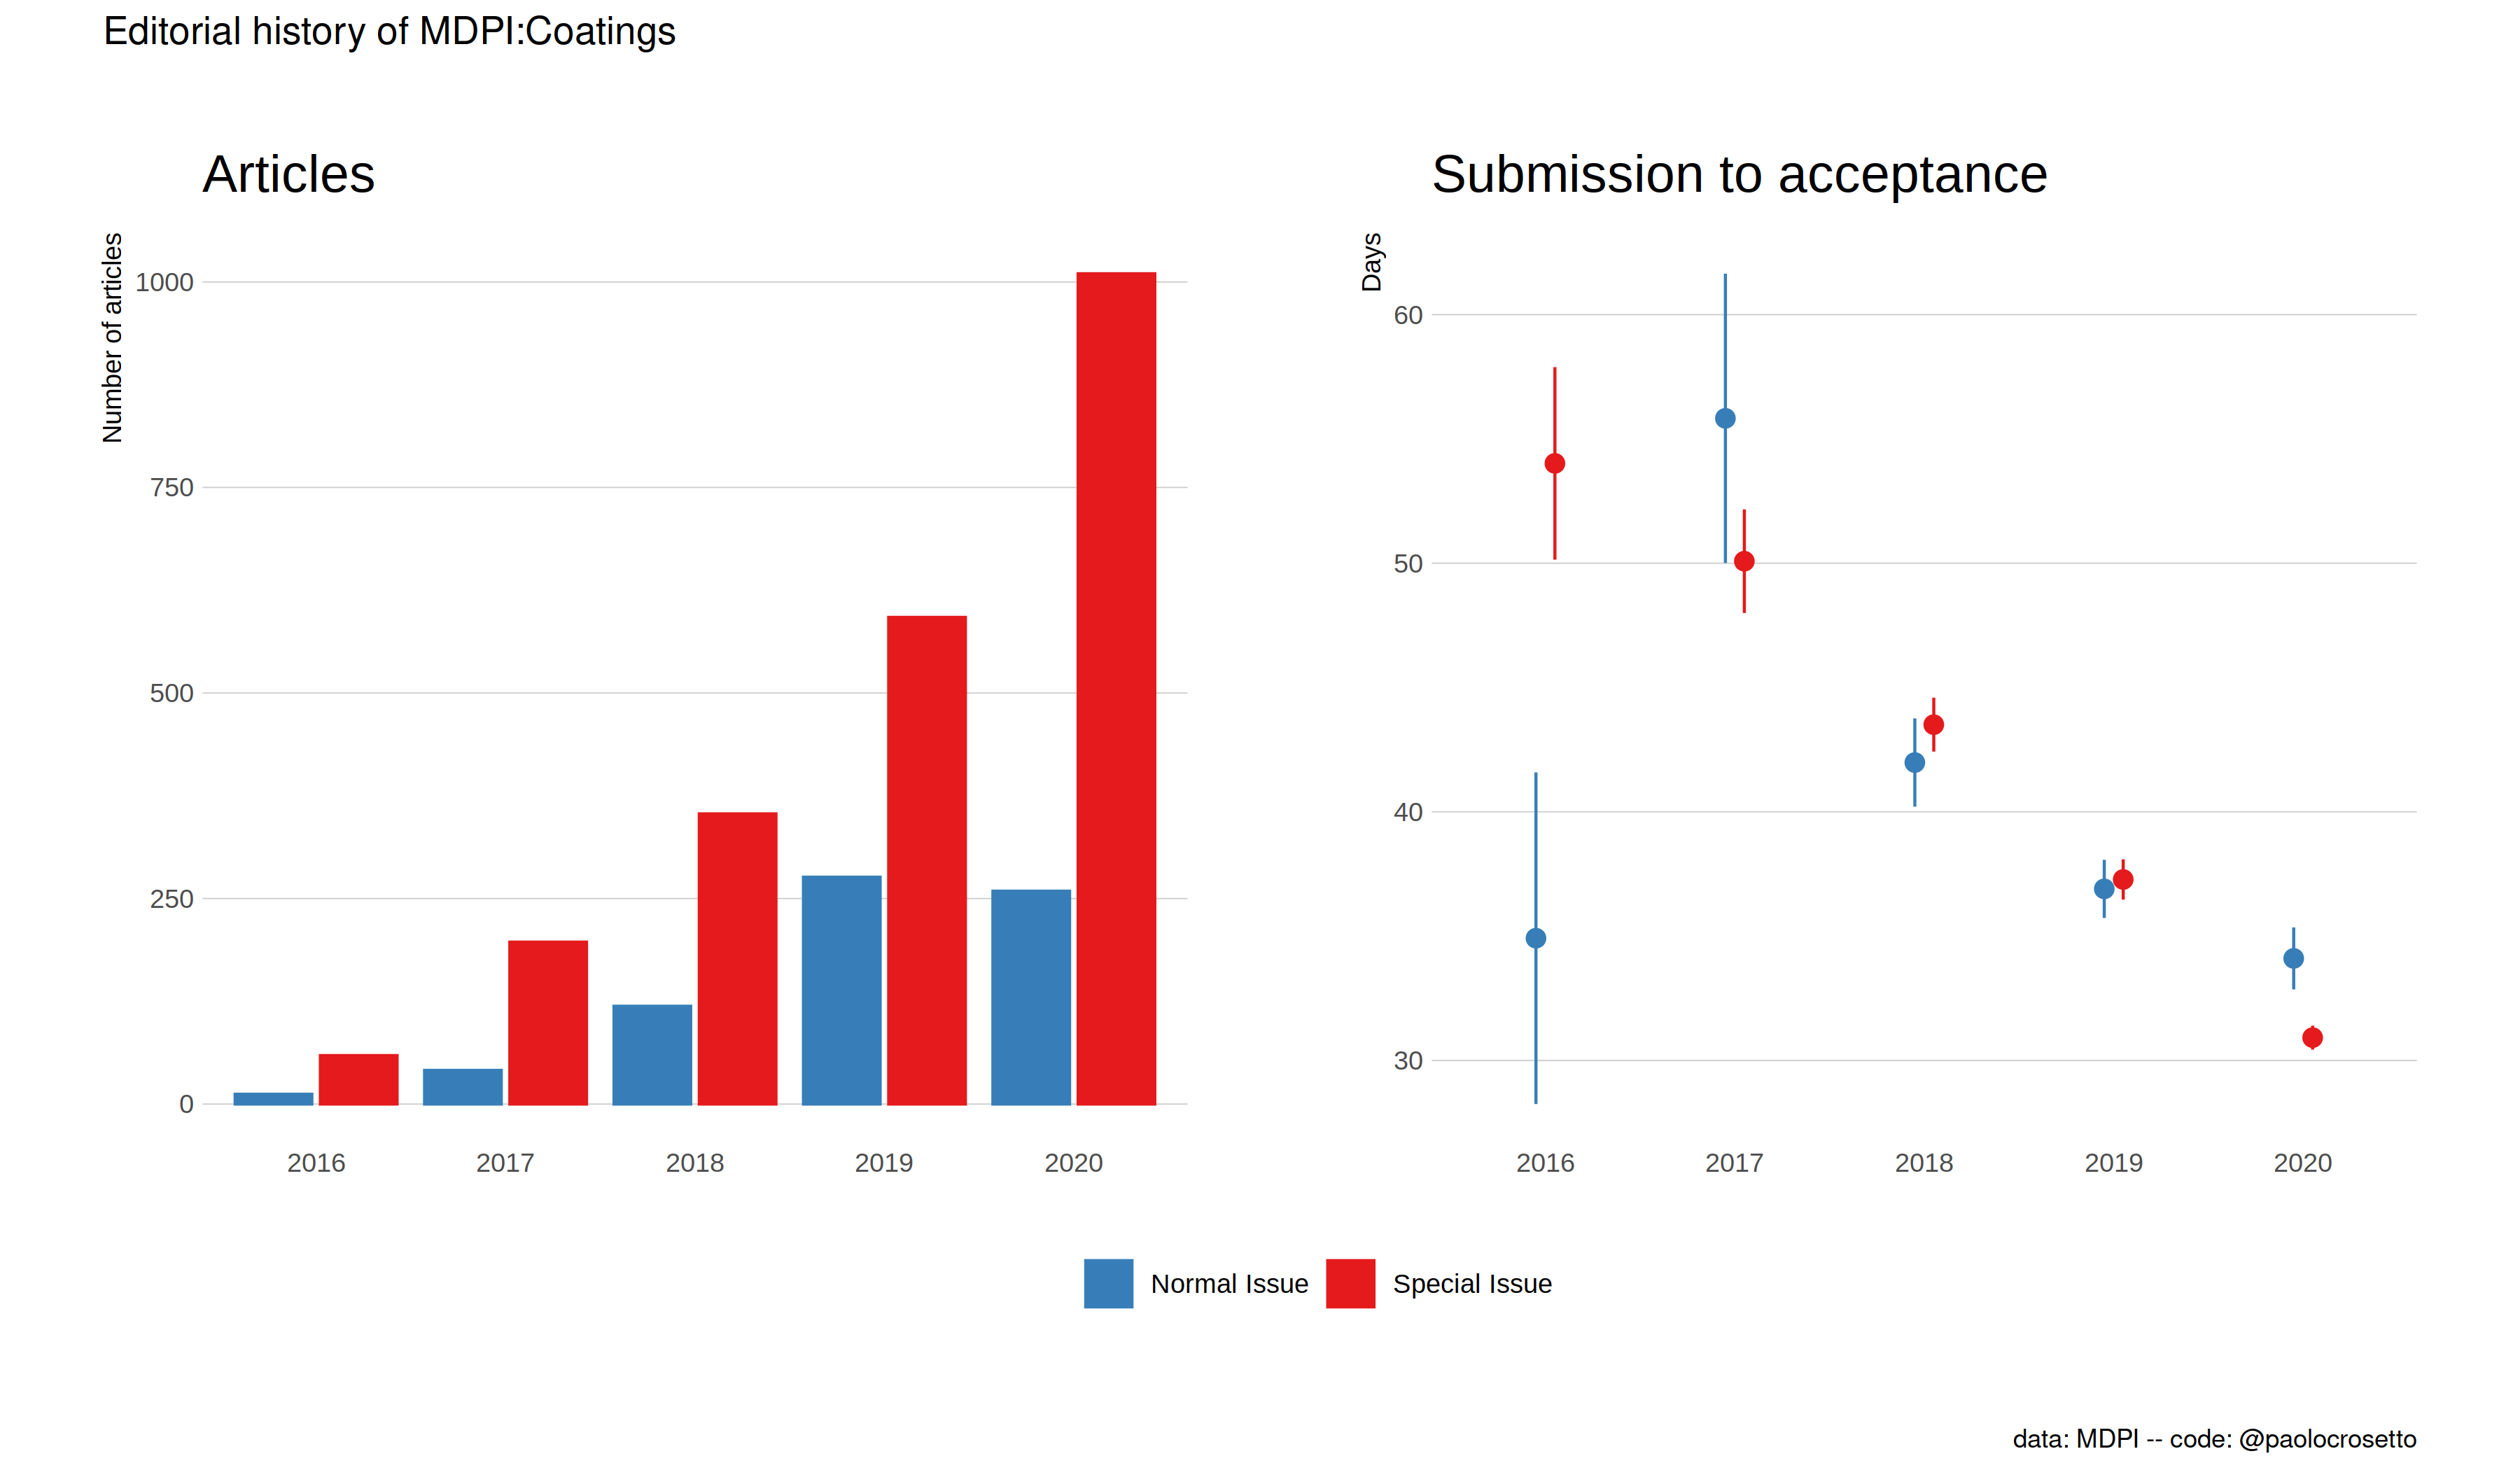 Editorial history of MDPI:Coatings
Articles
Number of articles
1000
750
500
250
0
2016 2017 2018 2019 2020
Submission to acceptance
Days
60
50
40
30
2016 2017 2018 2019 2020
Normal Issue Special Issue
data: MDPI -- code: @paolocrosetto